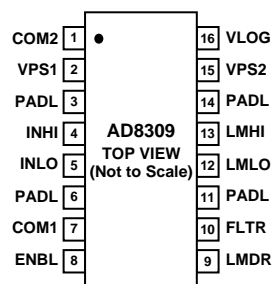 COM2 1 16 VLOG
VPS1 2 15 VPS2
PADL 3 14 PADL
INHI 4 AD8309 13 LMHI
TOP VIEW
INLO 5 (Not to Scale) 12 LMLO
PADL 6 11 PADL
COM1 7 10 FLTR
ENBL 8 9 LMDR